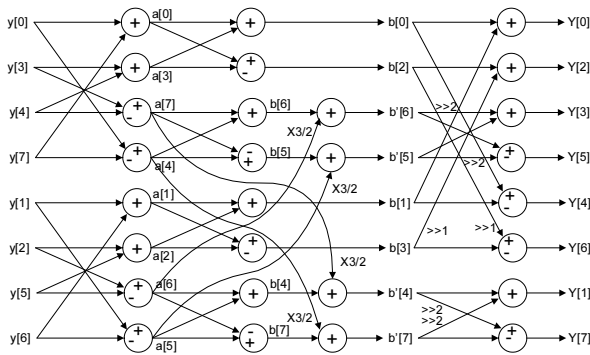 y[0] a[0] b[0] Y[0]
+ + +
y[3] a[3] b[2] Y[2]
+ + - +
y[4] a[7] b[6] b'[6] >>2 Y[3]
+ - + + +
X3/2
y[7] a[4] b[5] b'[5] >>2 Y[5]
+ - - + + + -
X3/2
y[1] a[1] b[1] Y[4]
+ + + -
y[2] a[2] b[3] >>1 >>1 Y[6]
+ + - + -
X3/2
y[5] a[6] b[4] b'[4] Y[1]
+ - + + +
X3/2
>>2
>>2
y[6] a[5] b[7] b'[7] Y[7]
+ - - + + + -